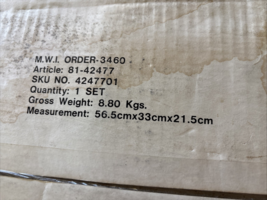 M.W.I. ORDER-3460
Article: 81-42477
SKU NO. 4247701
Quantity: 1 SET
Gross Weight: 8.80 Kgs.
Measurement: 56.5cmx33cmx21.5cm